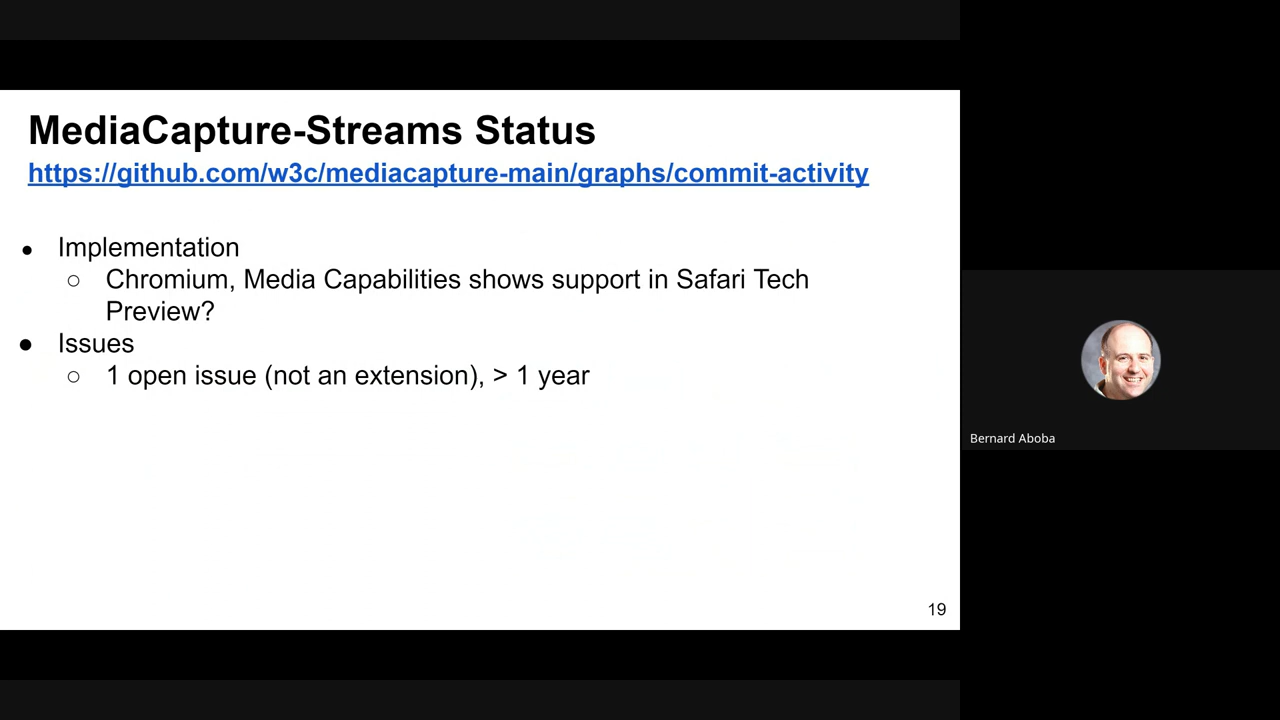 MediaCapture-Streams Status
https://github.com/w3c/mediacapture-main/graphs/commit-activity
● Implementation
○ Chromium, Media Capabilities shows support in Safari Tech
Preview?
● Issues
○ 1 open issue (not an extension), > 1 year
19
Bernard Aboba